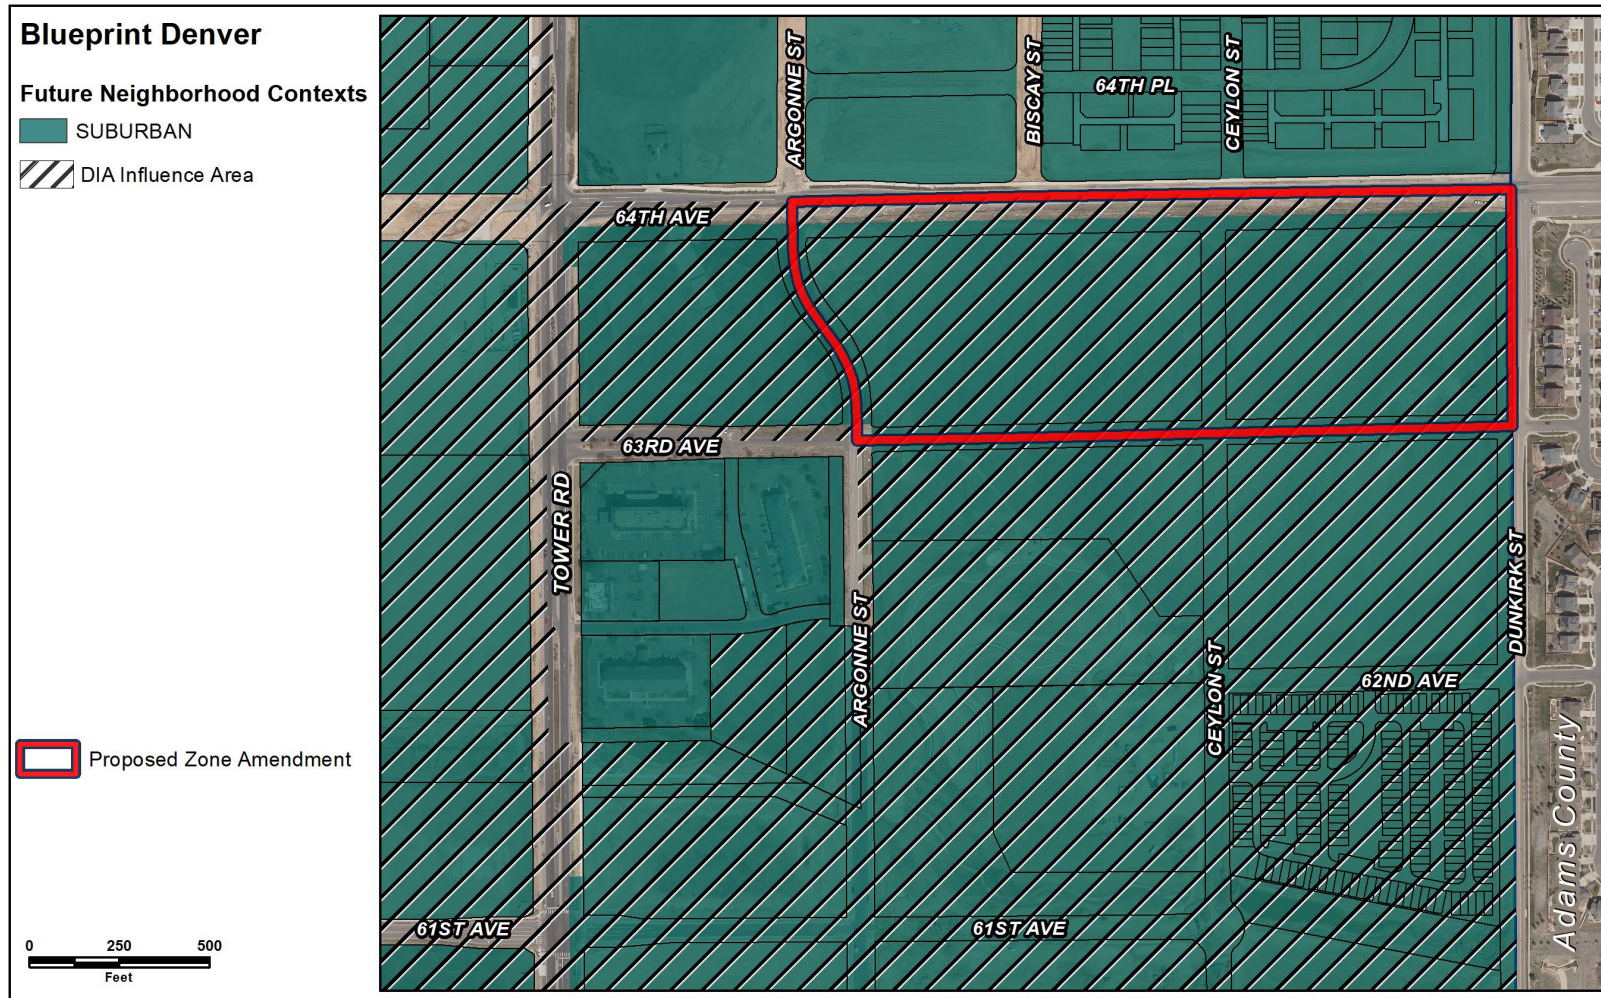 Blueprint Denver
Future Neighborhood Contexts
SUBURBAN
DIA Influence Area
Proposed Zone Amendment
0 250 500
Feet
ARGONNE ST
BISCAY ST
64TH PL
CEYLON ST
64TH AVE
63RD AVE
TOWER RD
ARGONNE ST
CEYLON ST
DUNKIRK ST
62ND AVE
Adams County
61ST AVE
61ST AVE